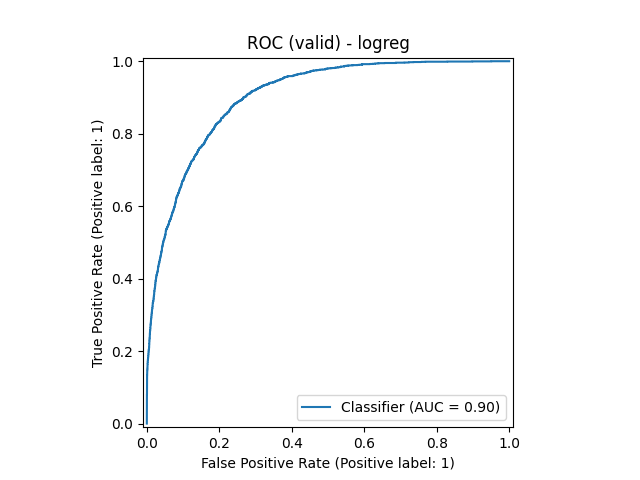 ROC (valid) - logreg
True Positive Rate (Positive label: 1)
1.0
0.8
0.6
0.4
0.2
0.0
Classifier (AUC = 0.90)
0.0 0.2 0.4 0.6 0.8 1.0
False Positive Rate (Positive label: 1)